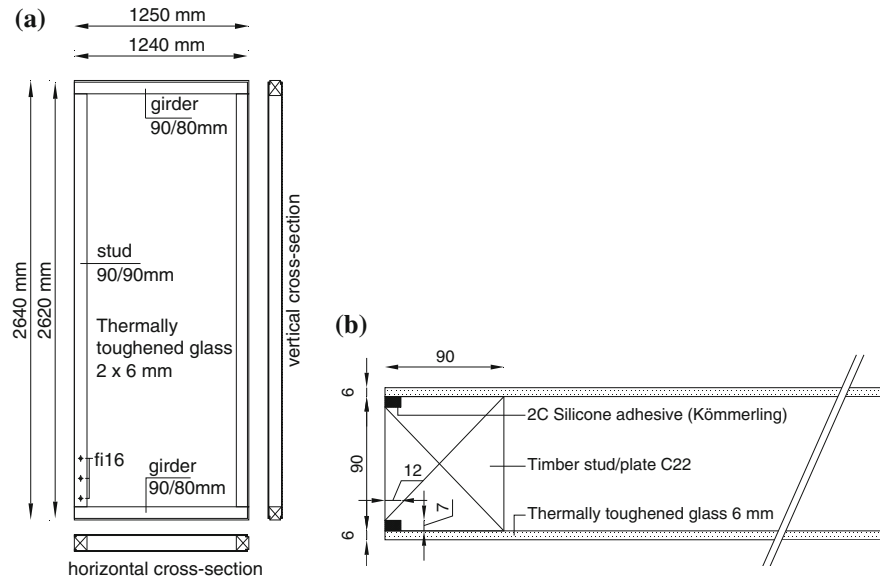 (a)
1250 mm
1240 mm
girder
90/80mm
2640 mm
2620 mm
stud
90/90mm
Thermally
toughened glass
2 x 6 mm
fi16
girder
90/80mm
vertical cross-section
horizontal cross-section
(b)
90
6
2C Silicone adhesive (Kömmerling)
90
Timber stud/plate C22
12
7
Thermally toughened glass 6 mm
6